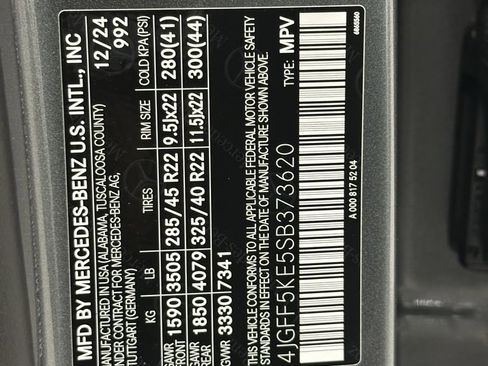 MFD BY MERCEDES-BENZ U.S. INTL., INC
MANUFACTURED IN USA (ALABAMA, TUSCALOOSA COUNTY) 12/24
UNDER CONTRACT FOR MERCEDES-BENZ AG, 992
STUTTGART (GERMANY)
KG LB TIRES RIM SIZE COLD KPA(PSI)
GAWR FRONT 1590 3505 285/45 R22 9.5Jx22 280(41)
GAWR REAR 1850 4079 325/40 R22 11.5Jx22 300(44)
GVWR 3330 7341
THIS VEHICLE CONFORMS TO ALL APPLICABLE FEDERAL MOTOR VEHICLE SAFETY
STANDARDS IN EFFECT ON THE DATE OF MANUFACTURE SHOWN ABOVE.
4JGFF5KE5SB373620 TYPE: MPV
A 000 817 52 04